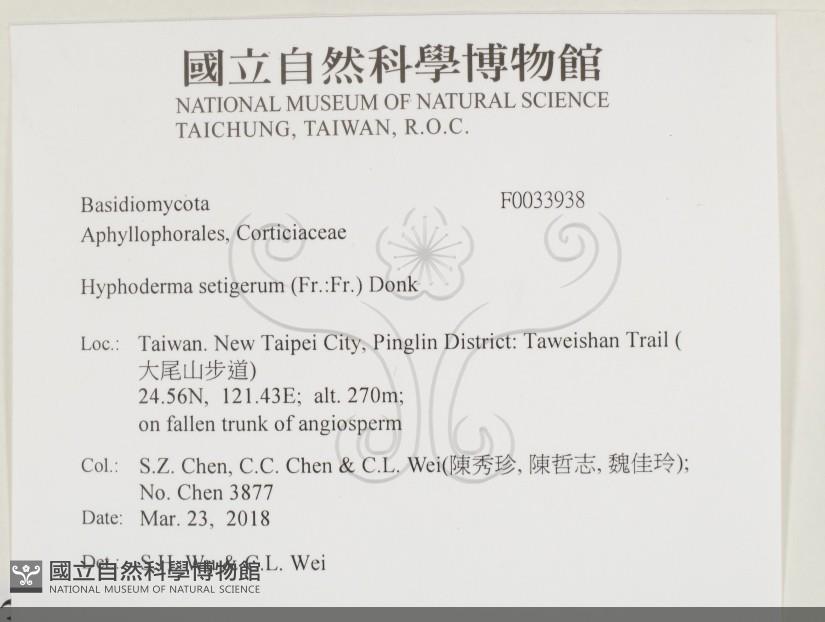 國立自然科學博物館
NATIONAL MUSEUM OF NATURAL SCIENCE
TAICHUNG, TAIWAN, R.O.C.
Basidiomycota F0033938
Aphyllophorales, Corticiaceae
Hyphoderma setigerum (Fr.:Fr.) Donk
Loc.: Taiwan. New Taipei City, Pinglin District: Taweishan Trail (
大尾山步道)
24.56N, 121.43E; alt. 270m;
on fallen trunk of angiosperm
Col.: S.Z. Chen, C.C. Chen & C.L. Wei(陳秀珍, 陳哲志, 魏佳玲);
No. Chen 3877
Date: Mar. 23, 2018
Det.: S.H. Wu & C.L. Wei
國立自然科學博物館
NATIONAL MUSEUM OF NATURAL SCIENCE